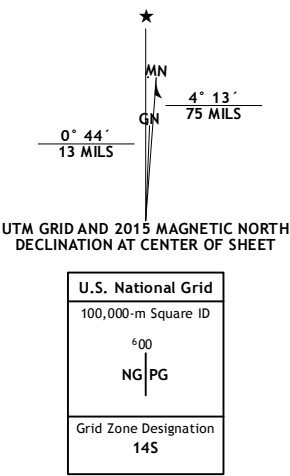 MN
4° 13´
75 MILS
GN
0° 44´
13 MILS
UTM GRID AND 2015 MAGNETIC NORTH
DECLINATION AT CENTER OF SHEET
U.S. National Grid
100,000-m Square ID
⁶00
NG PG
Grid Zone Designation
14S